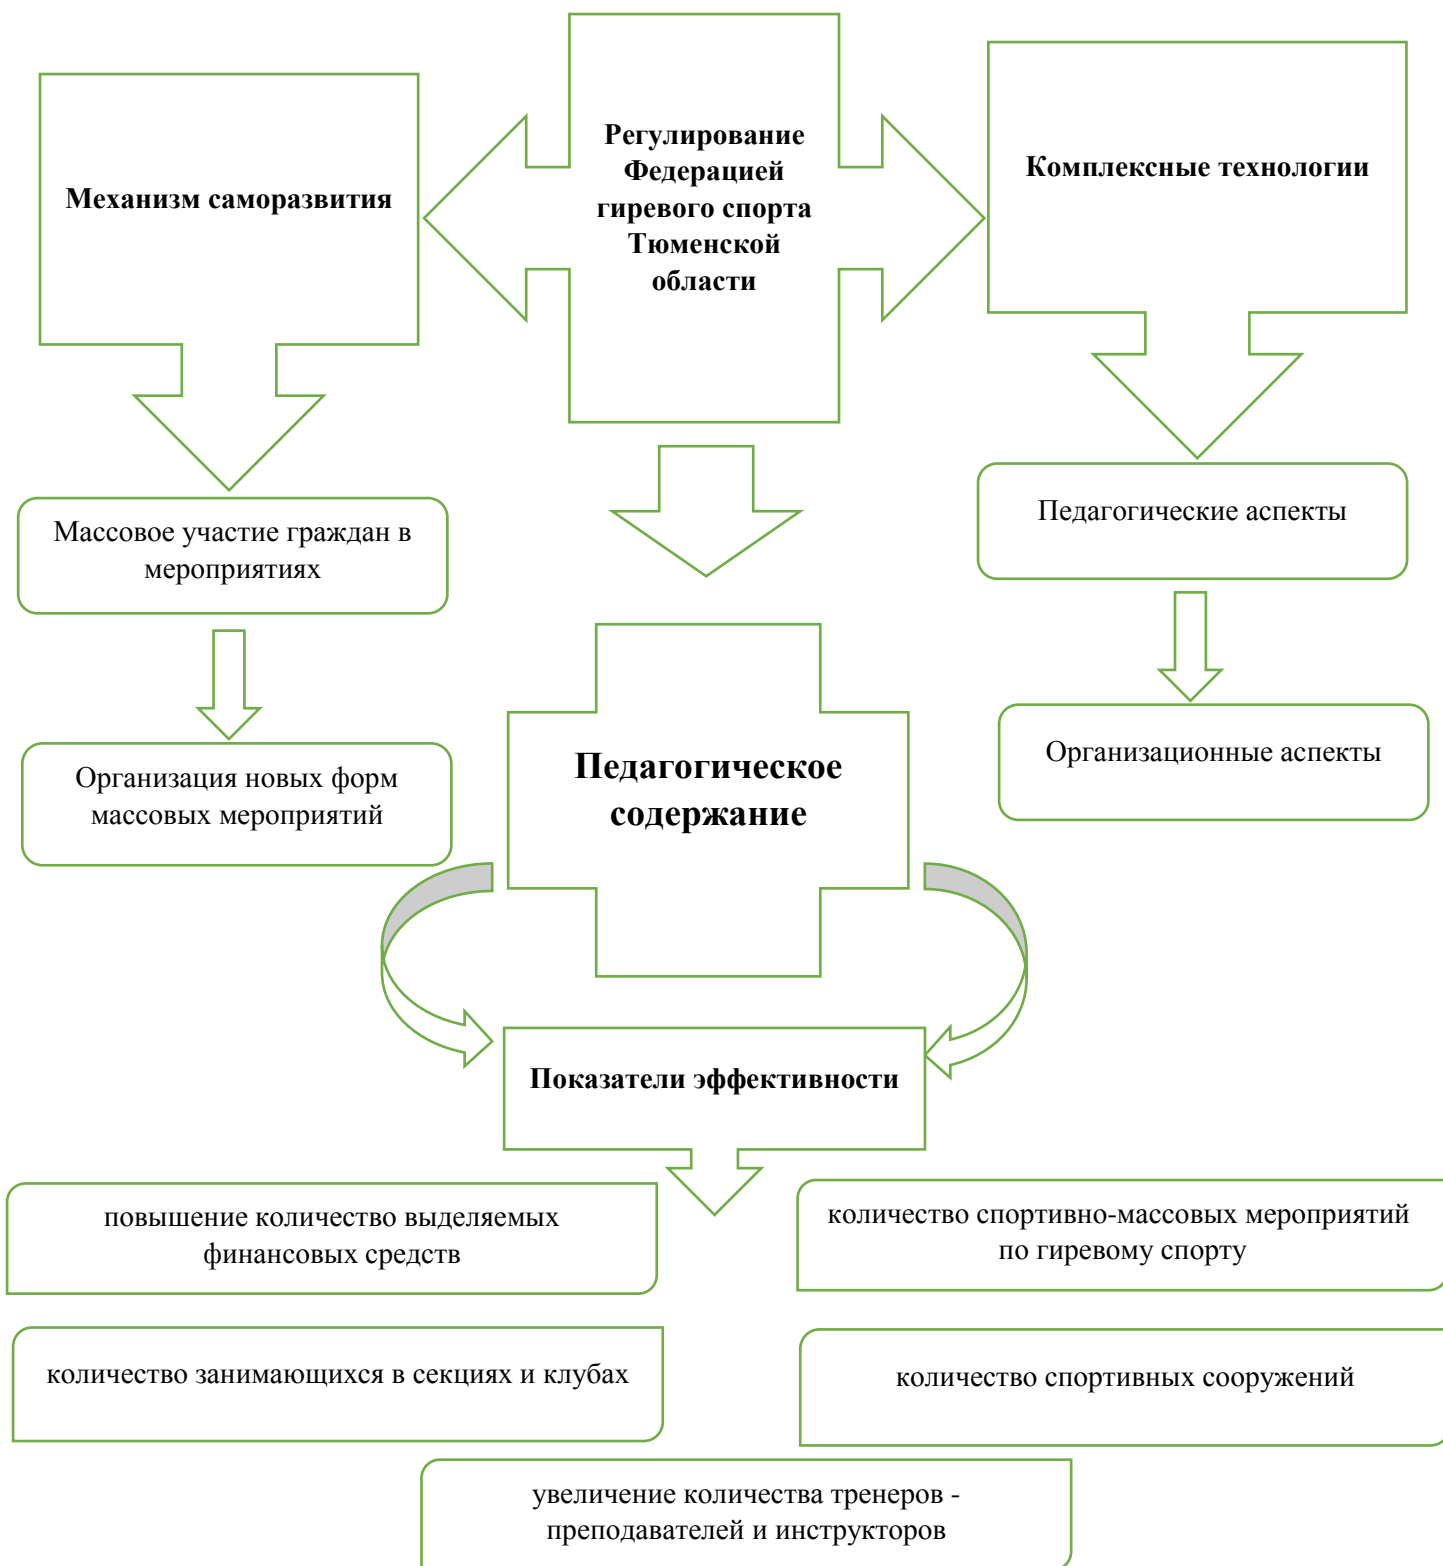 Механизм саморазвития
Регулирование
Федерацией
гиревого спорта
Тюменской
области
Комплексные технологии
Массовое участие граждан в
мероприятиях
Педагогические аспекты
Организация новых форм
массовых мероприятий
Педагогическое
содержание
Организационные аспекты
Показатели эффективности
повышение количество выделяемых
финансовых средств
количество спортивно-массовых мероприятий
по гиревому спорту
количество занимающихся в секциях и клубах
количество спортивных сооружений
увеличение количества тренеров -
преподавателей и инструкторов